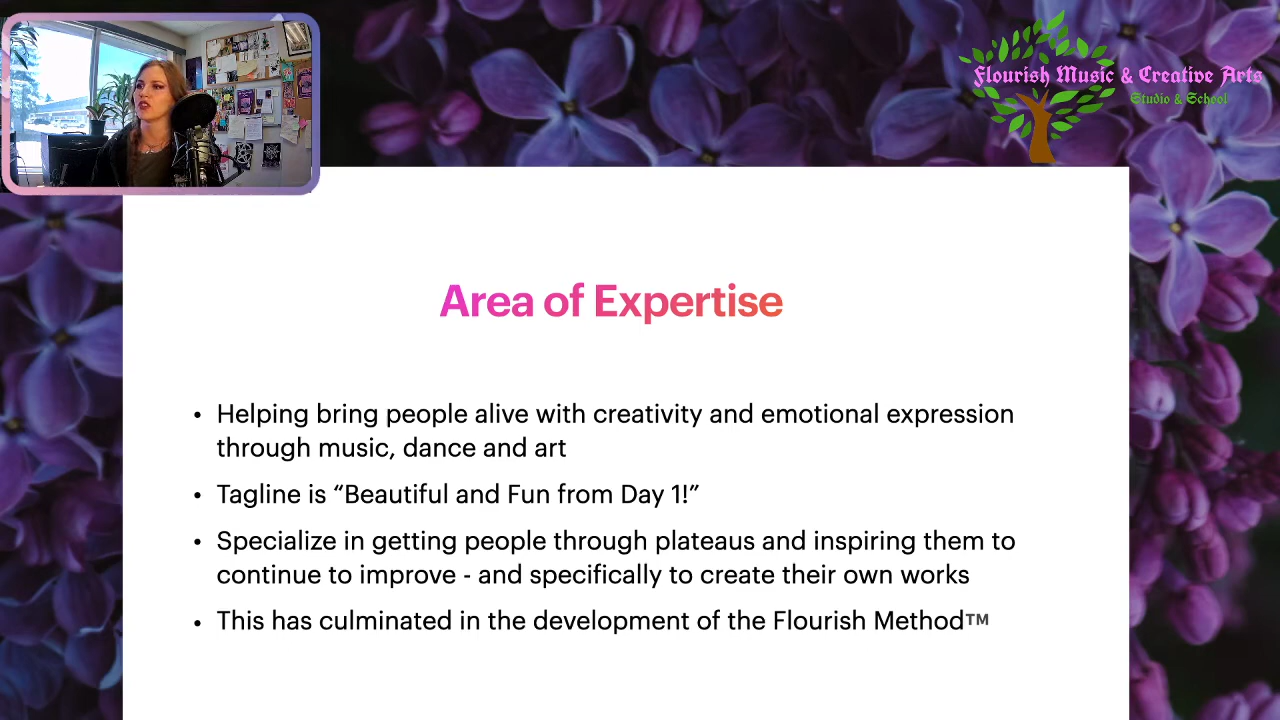 Flourish Music & Creative Arts
Studio & School
Area of Expertise
• Helping bring people alive with creativity and emotional expression
through music, dance and art
• Tagline is “Beautiful and Fun from Day 1!”
• Specialize in getting people through plateaus and inspiring them to
continue to improve - and specifically to create their own works
• This has culminated in the development of the Flourish Method™